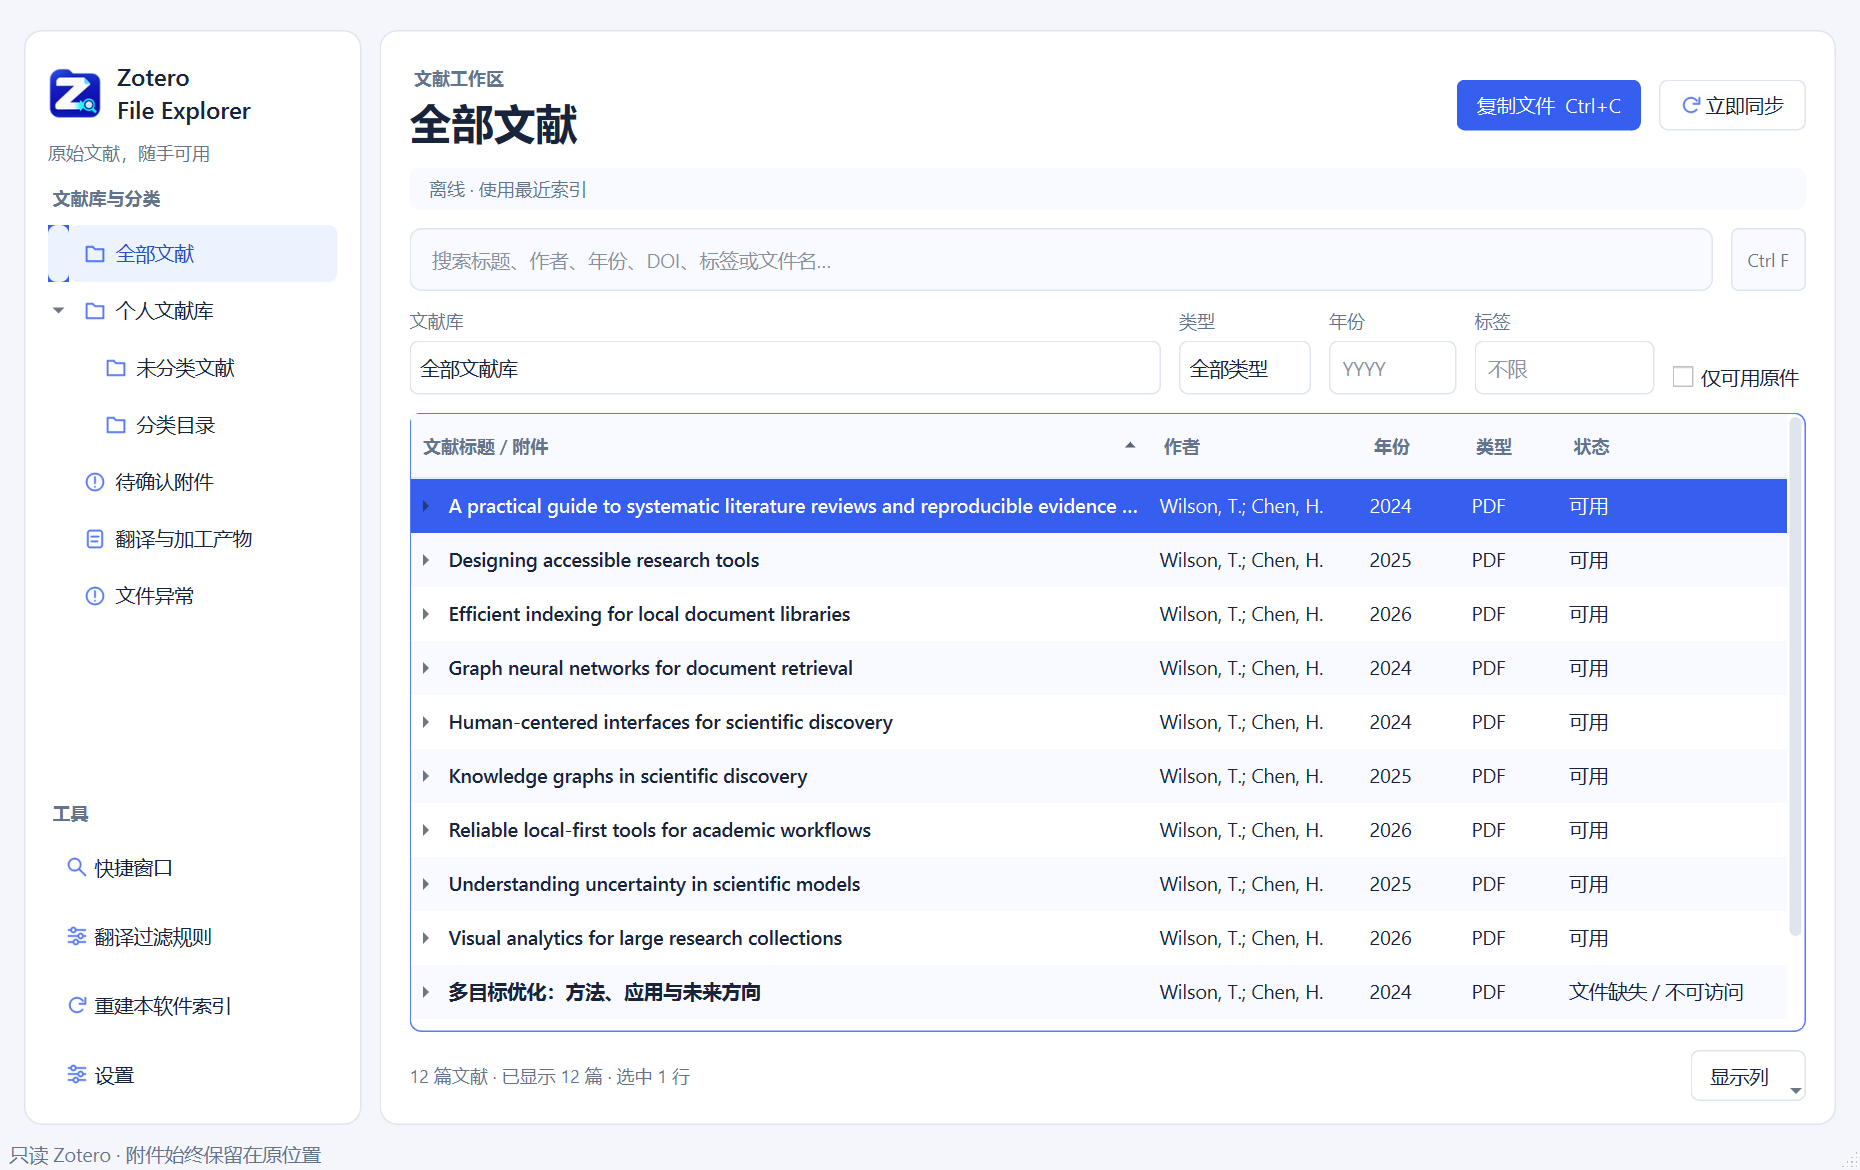 Zotero
File Explorer
原始文献，随手可用
文献库与分类
全部文献
个人文献库
未分类文献
分类目录
待确认附件
翻译与加工产物
文件异常
工具
快捷窗口
翻译过滤规则
重建本软件索引
设置
文献工作区
全部文献
复制文件 Ctrl+C
立即同步
离线 · 使用最近索引
搜索标题、作者、年份、DOI、标签或文件名...
Ctrl F
文献库 类型 年份 标签
全部文献库 全部类型 YYYY 不限 仅可用原件
文献标题 / 附件 作者 年份 类型 状态
A practical guide to systematic literature reviews and reproducible evidence ... Wilson, T.; Chen, H. 2024 PDF 可用
Designing accessible research tools Wilson, T.; Chen, H. 2025 PDF 可用
Efficient indexing for local document libraries Wilson, T.; Chen, H. 2026 PDF 可用
Graph neural networks for document retrieval Wilson, T.; Chen, H. 2024 PDF 可用
Human-centered interfaces for scientific discovery Wilson, T.; Chen, H. 2024 PDF 可用
Knowledge graphs in scientific discovery Wilson, T.; Chen, H. 2025 PDF 可用
Reliable local-first tools for academic workflows Wilson, T.; Chen, H. 2026 PDF 可用
Understanding uncertainty in scientific models Wilson, T.; Chen, H. 2025 PDF 可用
Visual analytics for large research collections Wilson, T.; Chen, H. 2026 PDF 可用
多目标优化：方法、应用与未来方向 Wilson, T.; Chen, H. 2024 PDF 文件缺失 / 不可访问
12 篇文献 · 已显示 12 篇 · 选中 1 行
显示列
只读 Zotero · 附件始终保留在原位置